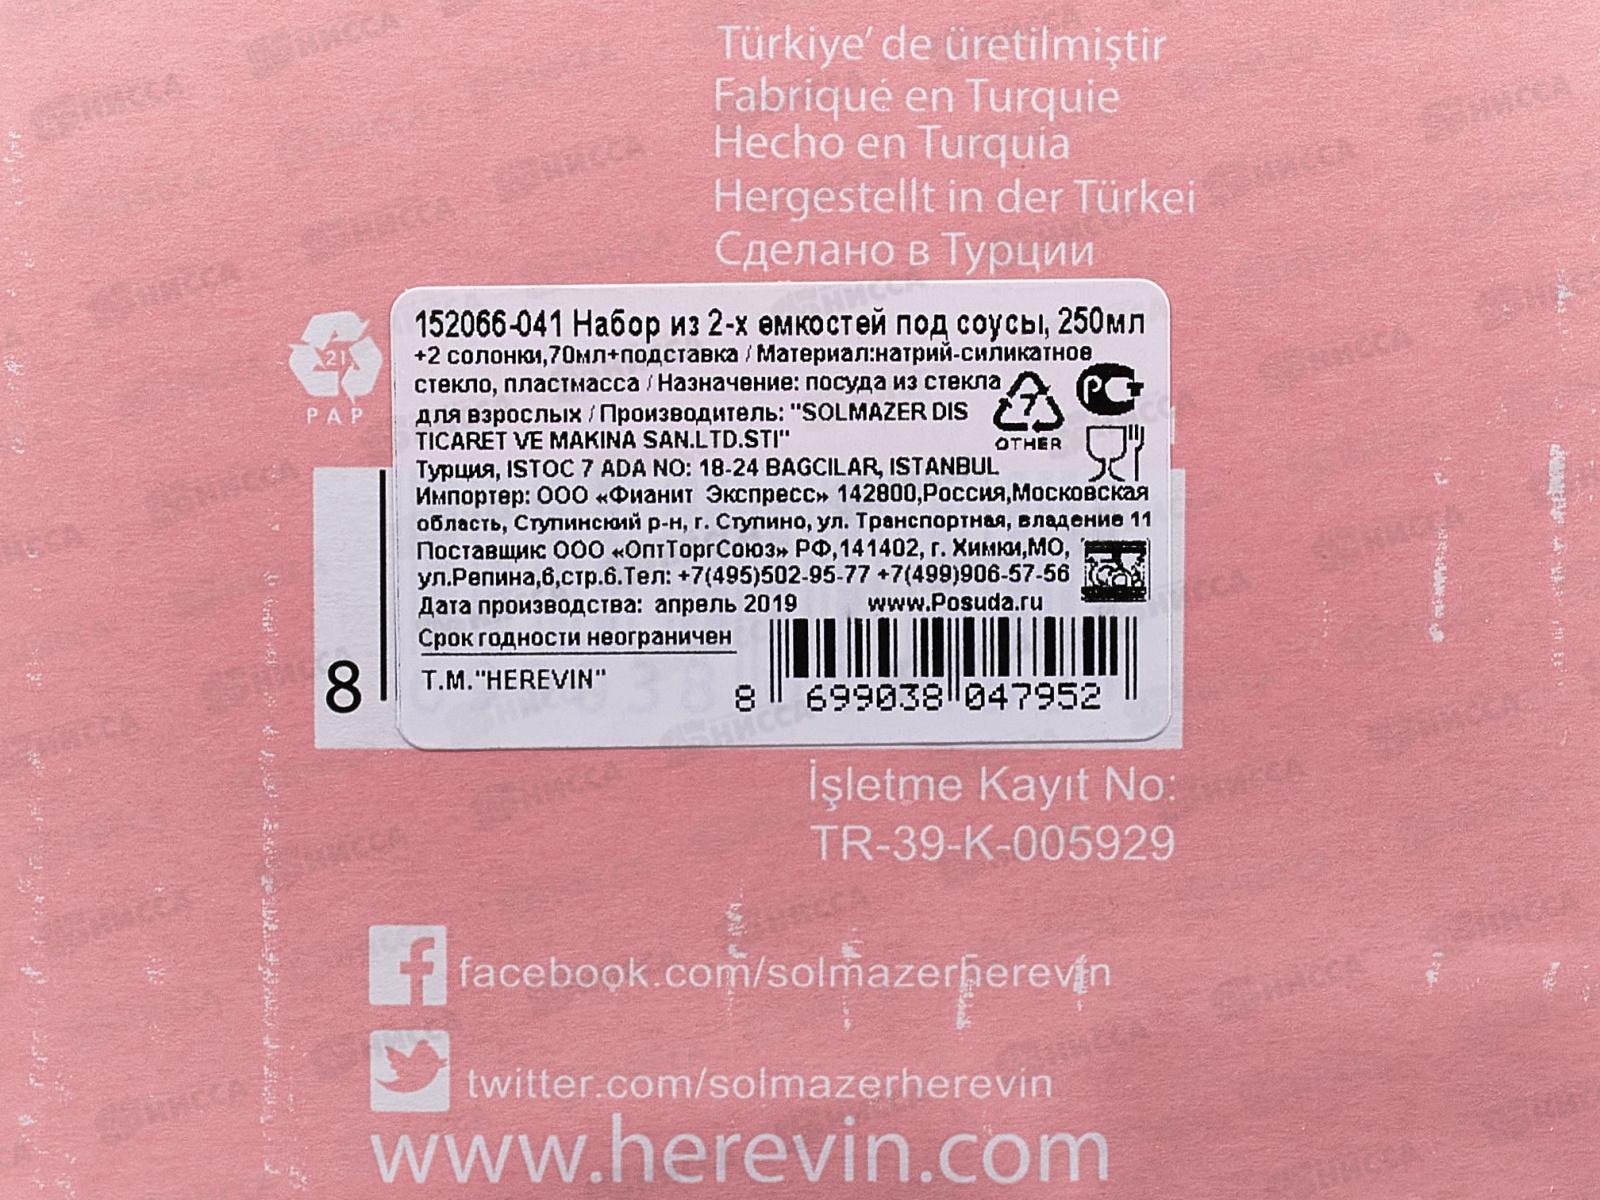 Türkiye' de üretilmiştir
Fabriqué en Turquie
Hecho en Turquía
Hergestellt in der Türkei
Сделано в Турции
152066-041 Набор из 2-х емкостей под соусы, 250мл
+2 солонки,70мл+подставка / Материал:натрий-силикатное
стекло, пластмасса / Назначение: посуда из стекла
для взрослых / Производитель: "SOLMAZER DIS
TICARET VE MAKINA SAN.LTD.STI"
Турция, ISTOC 7 ADA NO: 18-24 BAGCILAR, ISTANBUL
Импортер: ООО «Фианит Экспресс» 142800,Россия,Московская
область, Ступинский р-н, г. Ступино, ул. Транспортная, владение 11
Поставщик: ООО «ОптТоргСоюз» РФ,141402, г. Химки,МО,
ул.Репина,6,стр.6.Тел: +7(495)502-95-77 +7(499)906-57-56
Дата производства: апрель 2019 www.Posuda.ru
Срок годности неограничен
Т.М."HEREVIN"
8 699038 047952
21
PAP
7
OTHER
РСТ
8
İşletme Kayıt No:
TR-39-K-005929
facebook.com/solmazerherevin
twitter.com/solmazerherevin
www.herevin.com
НИССА